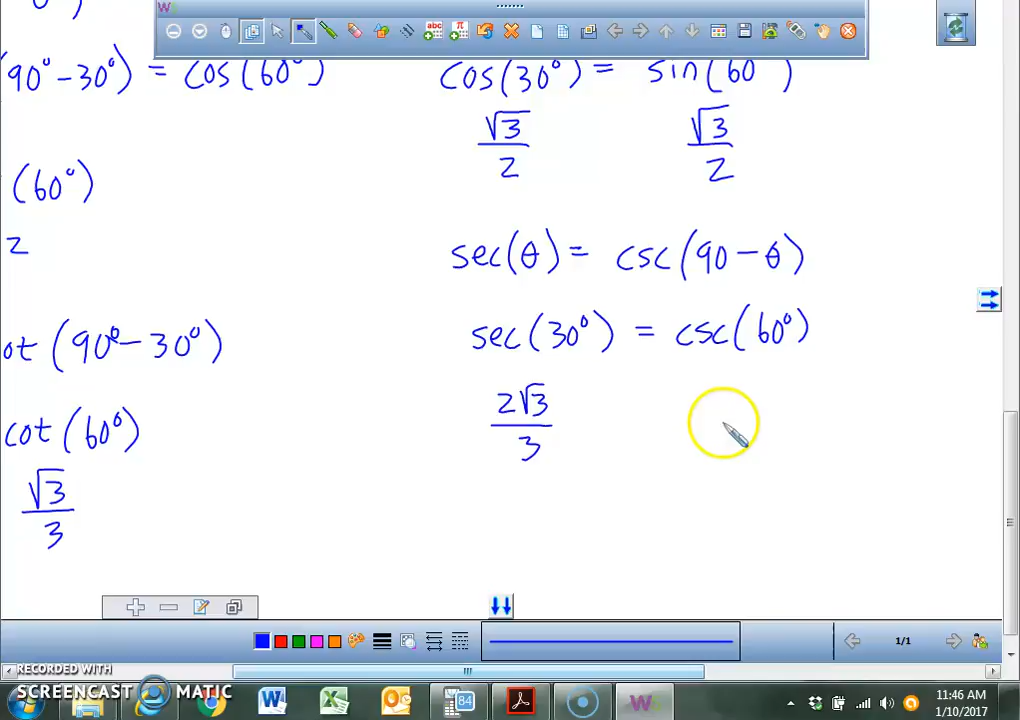 (90° − 30°) = cos(60°)
(60°)
2
ot (90° − 30°)
cot (60°)
√3
3
cos(30°) = sin(60 )
√3 √3
2 2
sec(θ) = csc(90 − θ)
sec(30°) = csc(60°)
2√3
3
1/1
RECORDED WITH
SCREENCAST MATIC
84
11:46 AM
1/10/2017